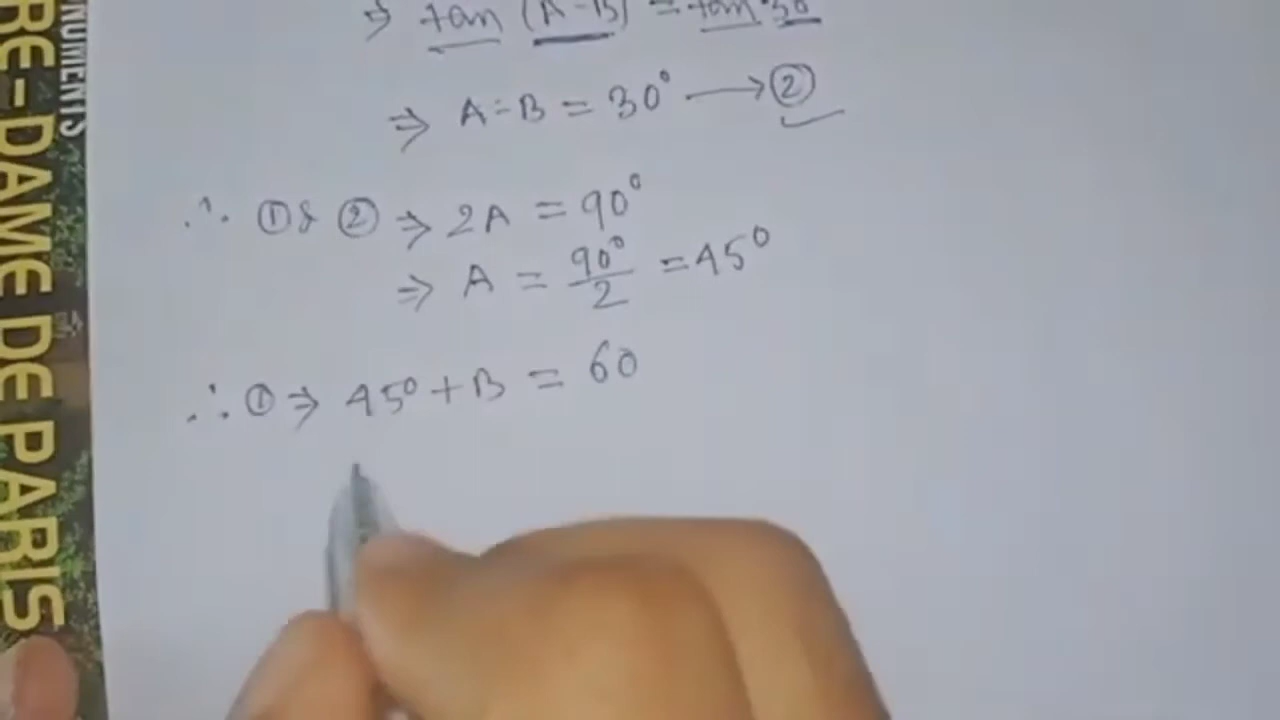 ⇒ tan (A-B) = tan 30
⇒ A-B = 30° → ②
∴ ① & ② ⇒ 2A = 90°
⇒ A = 90°/2 = 45°
∴ ① ⇒ 45° + B = 60
NUMENTS
RE-DAME DE PARIS